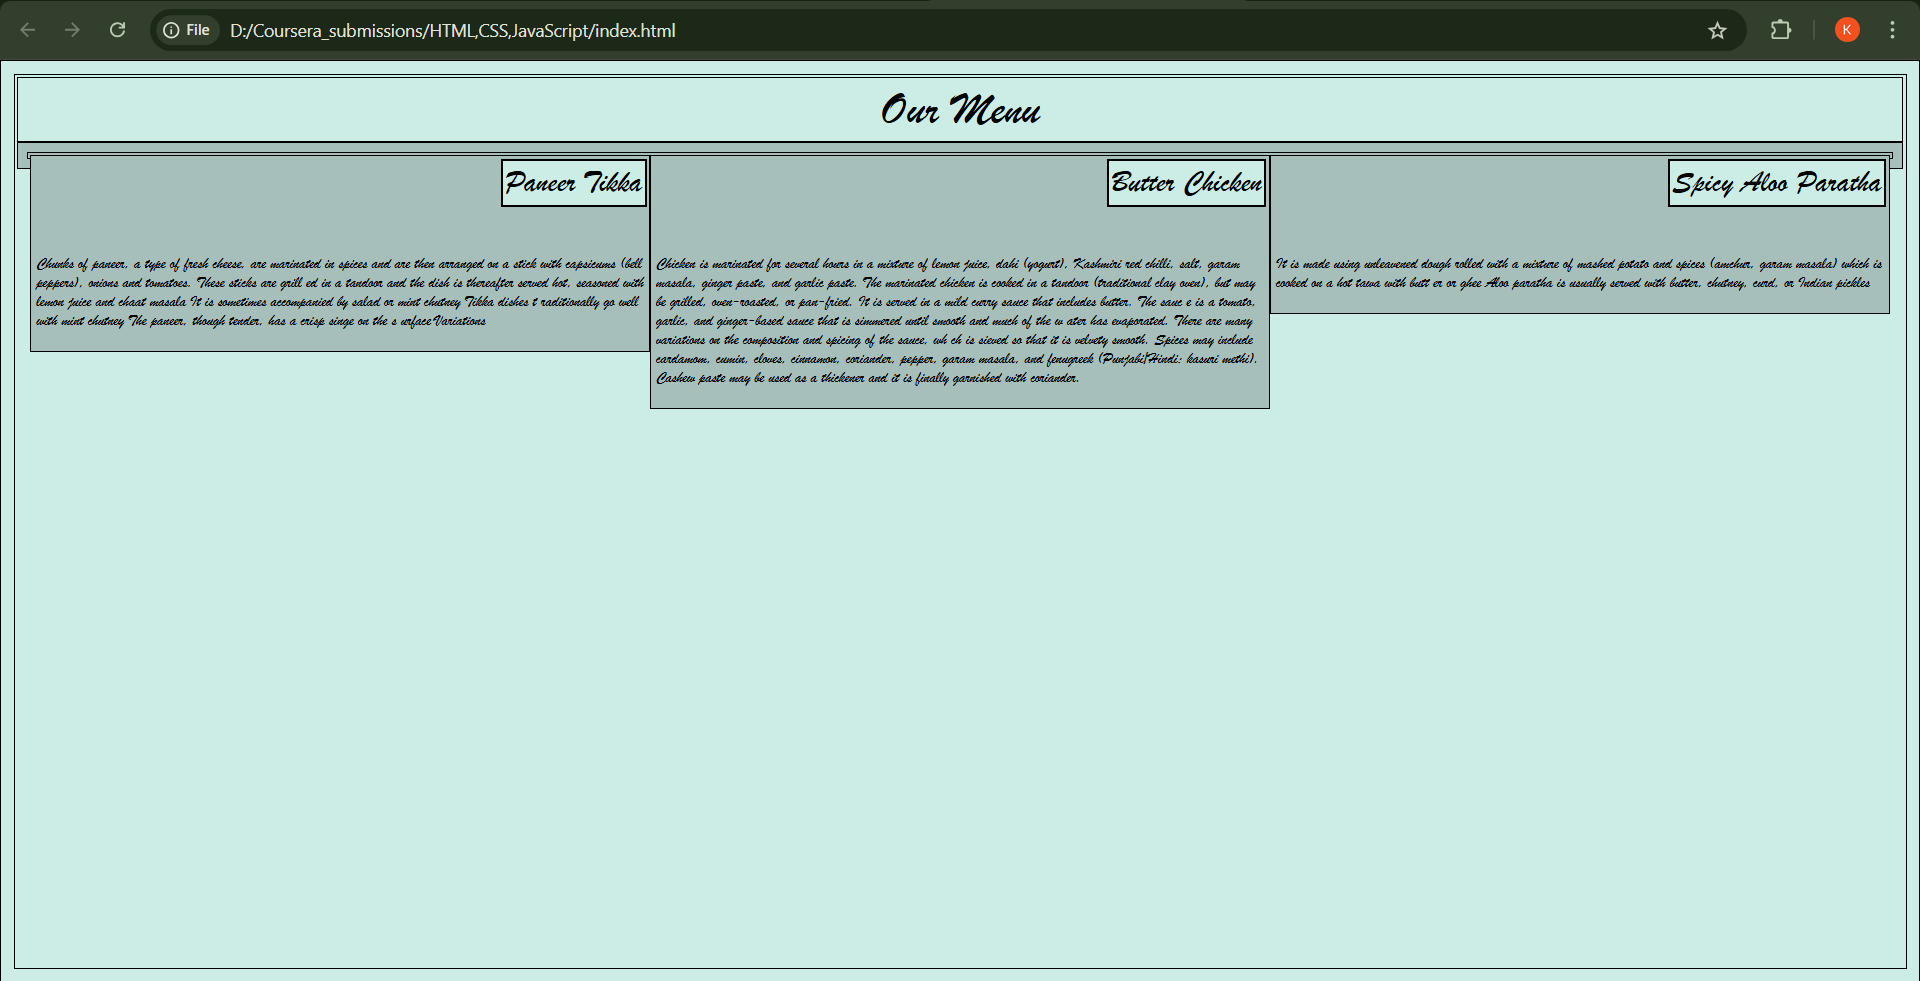 File D:/Coursera_submissions/HTML,CSS,JavaScript/index.html K
Our Menu
Paneer Tikka
Chunks of paneer, a type of fresh cheese, are marinated in spices and are then arranged on a stick with capsicums (bell
peppers), onions and tomatoes. These sticks are grill ed in a tandoor and the dish is thereafter served hot, seasoned with
lemon juice and chaat masala It is sometimes accompanied by salad or mint chutney Tikka dishes t raditionally go well
with mint chutney The paneer, though tender, has a crisp singe on the s urface Variations
Butter Chicken
Chicken is marinated for several hours in a mixture of lemon juice, dahi (yogurt), Kashmiri red chilli, salt, garam
masala, ginger paste, and garlic paste. The marinated chicken is cooked in a tandoor (traditional clay oven), but may
be grilled, oven-roasted, or pan-fried. It is served in a mild curry sauce that includes butter. The sauc e is a tomato,
garlic, and ginger-based sauce that is simmered until smooth and much of the w ater has evaporated. There are many
variations on the composition and spicing of the sauce, wh ch is sieved so that it is velvety smooth. Spices may include
cardamom, cumin, cloves, cinnamon, coriander, pepper, garam masala, and fenugreek (Punjabi/Hindi: kasuri methi).
Cashew paste may be used as a thickener and it is finally garnished with coriander.
Spicy Aloo Paratha
It is made using unleavened dough rolled with a mixture of mashed potato and spices (amchur, garam masala) which is
cooked on a hot tawa with butt er or ghee Aloo paratha is usually served with butter, chutney, curd, or Indian pickles